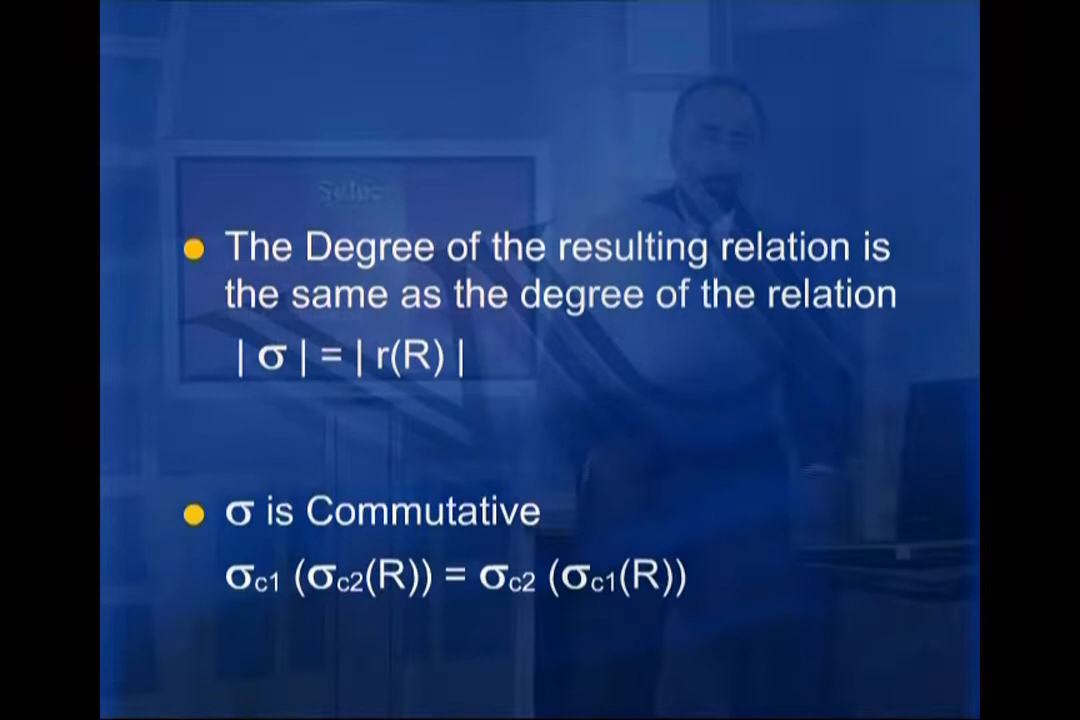 Selec
The Degree of the resulting relation is
the same as the degree of the relation
| σ | = | r(R) |
σ is Commutative
σc1 (σc2(R)) = σc2 (σc1(R))